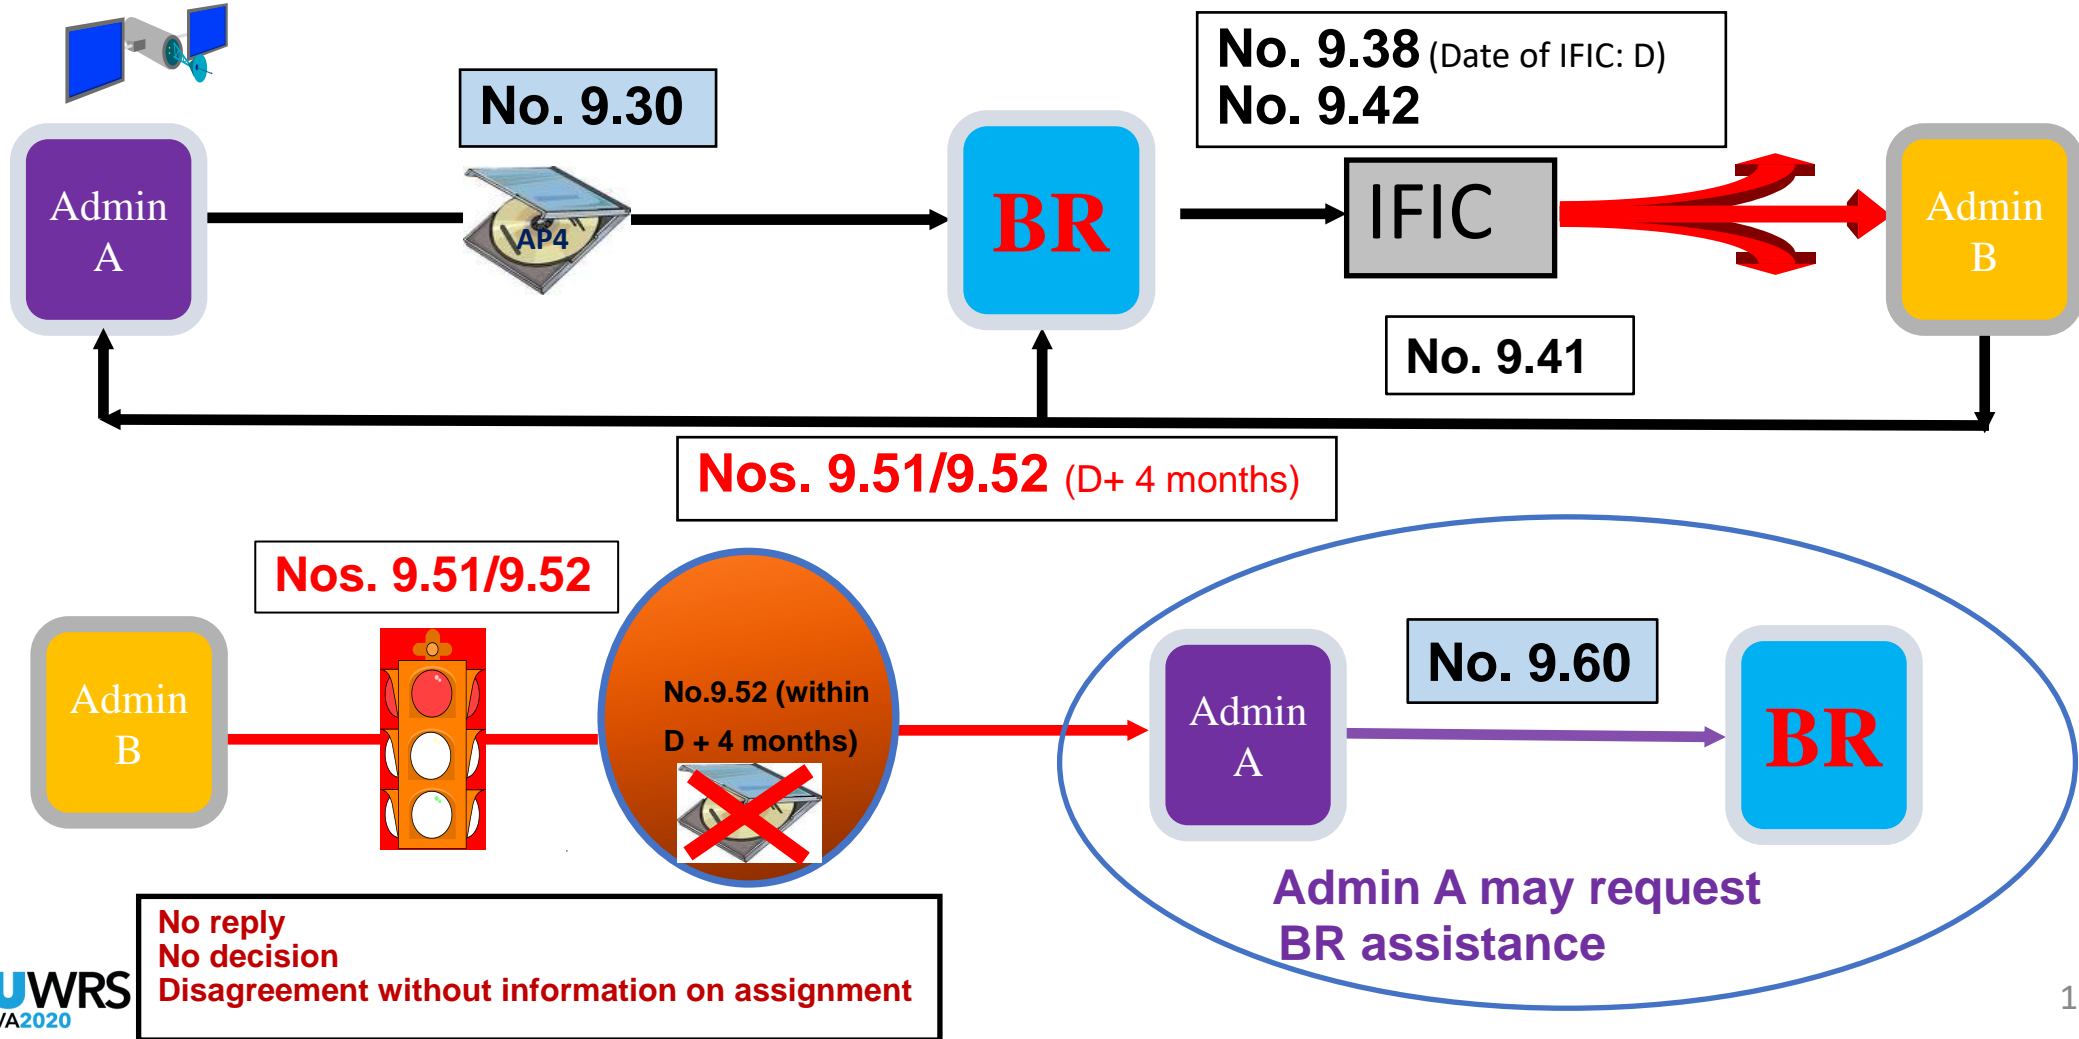 No. 9.30
No. 9.38 (Date of IFIC: D)
No. 9.42
Admin
A
AP4
BR
IFIC
Admin
B
No. 9.41
Nos. 9.51/9.52 (D+ 4 months)
Nos. 9.51/9.52
Admin
B
No.9.52 (within
D + 4 months)
Admin
A
No. 9.60
BR
Admin A may request
BR assistance
No reply
No decision
Disagreement without information on assignment
UWRS
VA2020
1